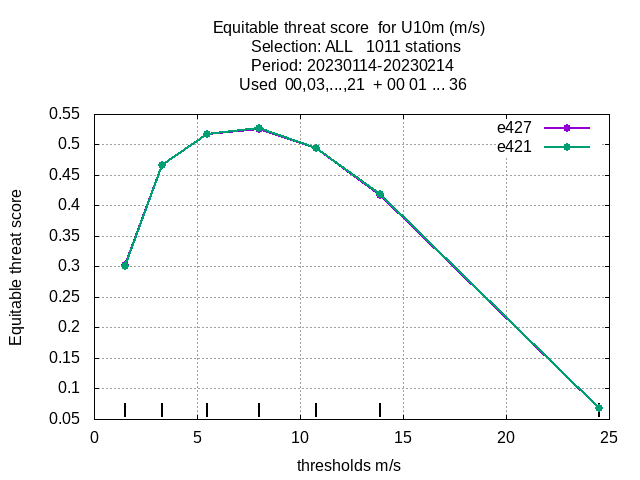 Equitable threat score  for U10m (m/s)
Selection: ALL   1011 stations
Period: 20230114-20230214
Used  00,03,...,21  + 00 01 ... 36
e427
e421
Equitable threat score
0.55
0.5
0.45
0.4
0.35
0.3
0.25
0.2
0.15
0.1
0.05
0 5 10 15 20 25
thresholds m/s